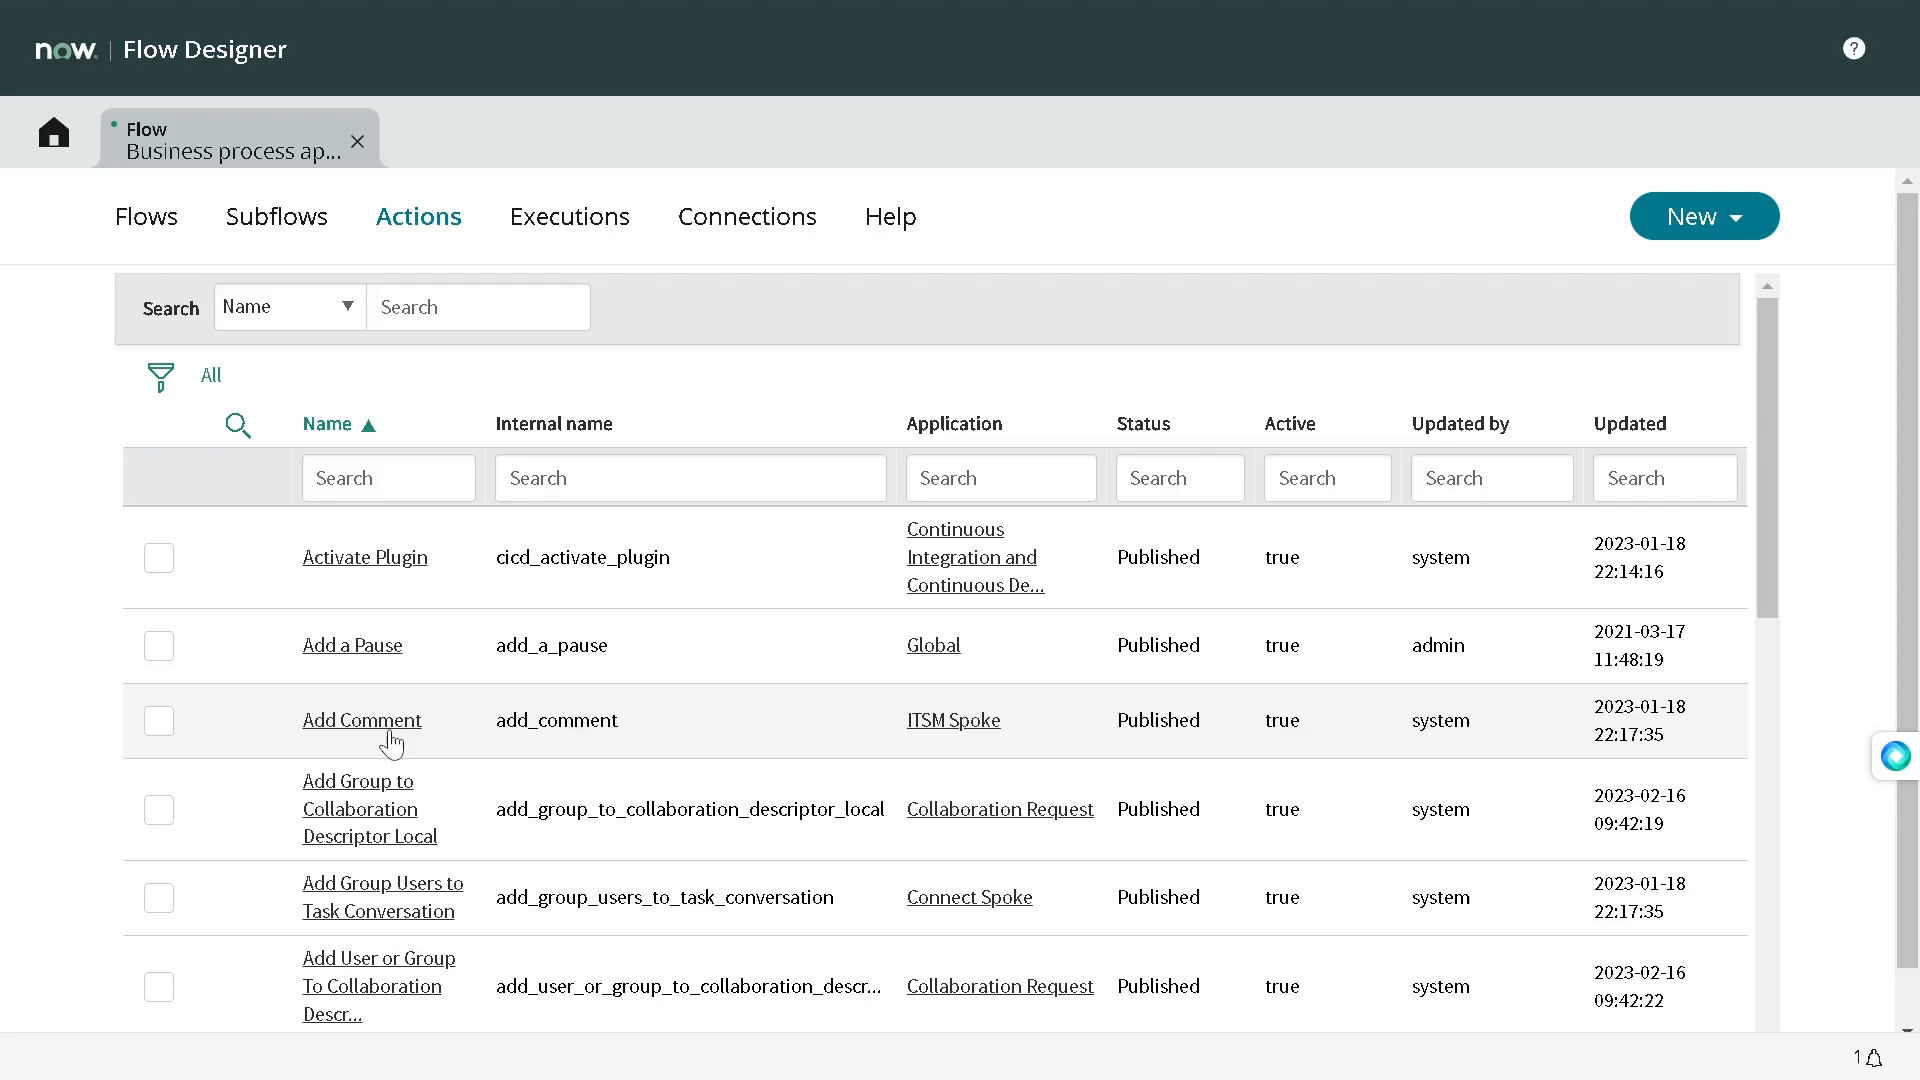 now. | Flow Designer
?
Flow
Business process ap...
Flows Subflows Actions Executions Connections Help New
Search Name Search
All
Name Internal name Application Status Active Updated by Updated
Search Search Search Search Search Search Search
Activate Plugin cicd_activate_plugin Continuous Integration and Continuous De... Published true system 2023-01-18 22:14:16
Add a Pause add_a_pause Global Published true admin 2021-03-17 11:48:19
Add Comment add_comment ITSM Spoke Published true system 2023-01-18 22:17:35
Add Group to Collaboration Descriptor Local add_group_to_collaboration_descriptor_local Collaboration Request Published true system 2023-02-16 09:42:19
Add Group Users to Task Conversation add_group_users_to_task_conversation Connect Spoke Published true system 2023-01-18 22:17:35
Add User or Group To Collaboration Descr... add_user_or_group_to_collaboration_descr... Collaboration Request Published true system 2023-02-16 09:42:22
1